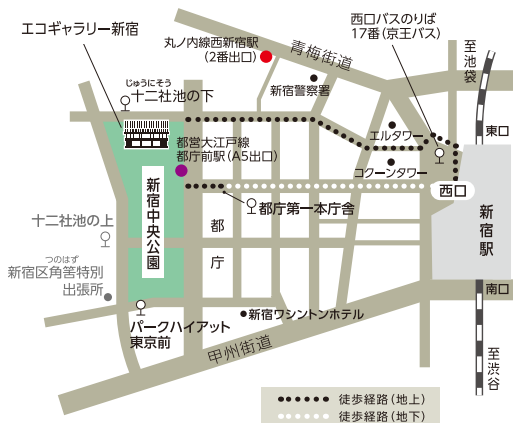 エコギャラリー新宿
丸ノ内線西新宿駅
(2番出口)
青梅街道
西口バスのりば
17番(京王バス)
至池袋
じゅうにそう
十二社池の下
新宿警察署
エルタワー
東口
都営大江戸線
都庁前駅(A5出口)
コクーンタワー
西口
新宿中央公園
都庁第一本庁舎
新宿駅
十二社池の上
都庁
つのはず
新宿区角筈特別
出張所
南口
パークハイアット
東京前
新宿ワシントンホテル
甲州街道
至渋谷
徒歩経路(地上)
徒歩経路(地下)